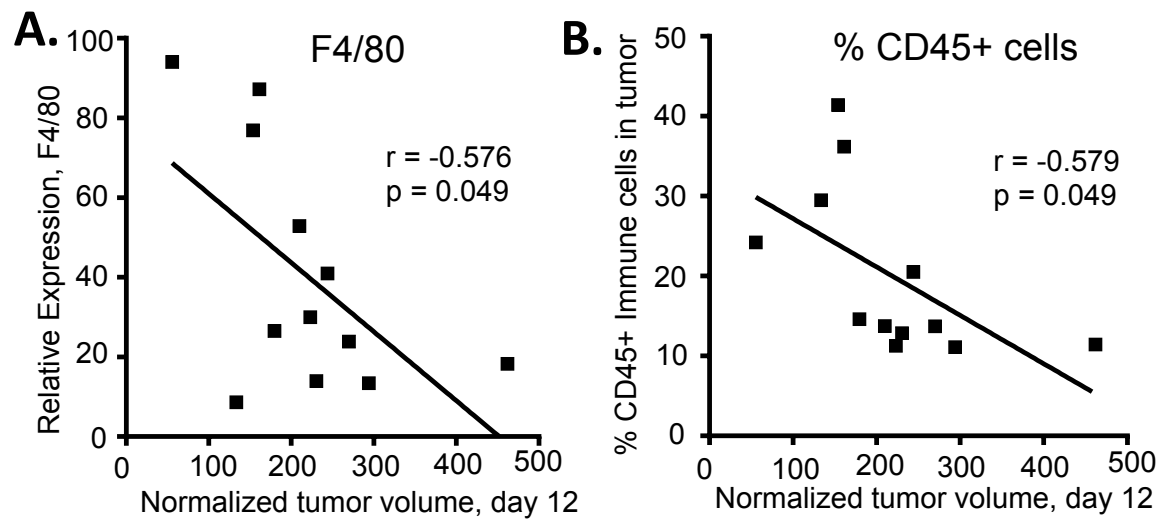 A.
F4/80
Relative Expression, F4/80
100
80
60
40
20
0
r = -0.576
p = 0.049
0 100 200 300 400 500
Normalized tumor volume, day 12
B.
% CD45+ cells
% CD45+ Immune cells in tumor
50
40
30
20
10
0
r = -0.579
p = 0.049
0 100 200 300 400 500
Normalized tumor volume, day 12